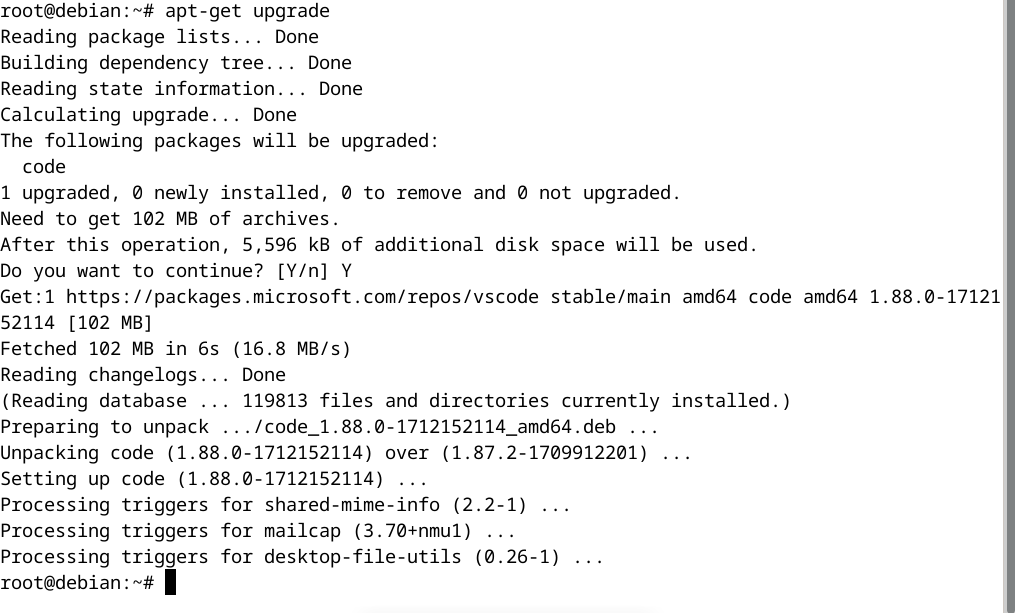 root@debian:~# apt-get upgrade
Reading package lists... Done
Building dependency tree... Done
Reading state information... Done
Calculating upgrade... Done
The following packages will be upgraded:
  code
1 upgraded, 0 newly installed, 0 to remove and 0 not upgraded.
Need to get 102 MB of archives.
After this operation, 5,596 kB of additional disk space will be used.
Do you want to continue? [Y/n] Y
Get:1 https://packages.microsoft.com/repos/vscode stable/main amd64 code amd64 1.88.0-17121
52114 [102 MB]
Fetched 102 MB in 6s (16.8 MB/s)
Reading changelogs... Done
(Reading database ... 119813 files and directories currently installed.)
Preparing to unpack .../code_1.88.0-1712152114_amd64.deb ...
Unpacking code (1.88.0-1712152114) over (1.87.2-1709912201) ...
Setting up code (1.88.0-1712152114) ...
Processing triggers for shared-mime-info (2.2-1) ...
Processing triggers for mailcap (3.70+nmu1) ...
Processing triggers for desktop-file-utils (0.26-1) ...
root@debian:~#